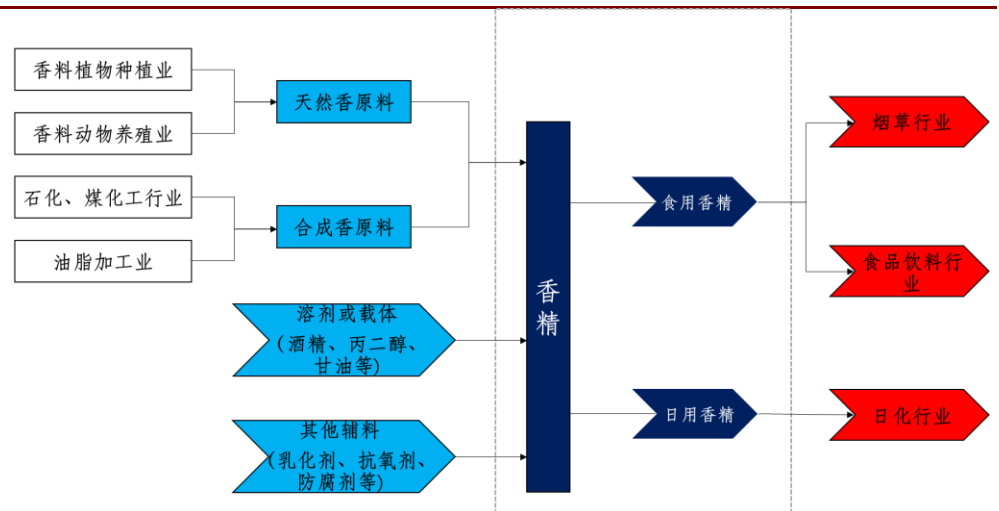 香料植物种植业
香料动物养殖业
天然香原料
石化、煤化工行业
油脂加工业
合成香原料
溶剂或载体
(酒精、丙二醇、
甘油等)
其他辅料
(乳化剂、抗氧剂、
防腐剂等)
香
精
食用香精
日用香精
烟草行业
食品饮料行
业
日化行业